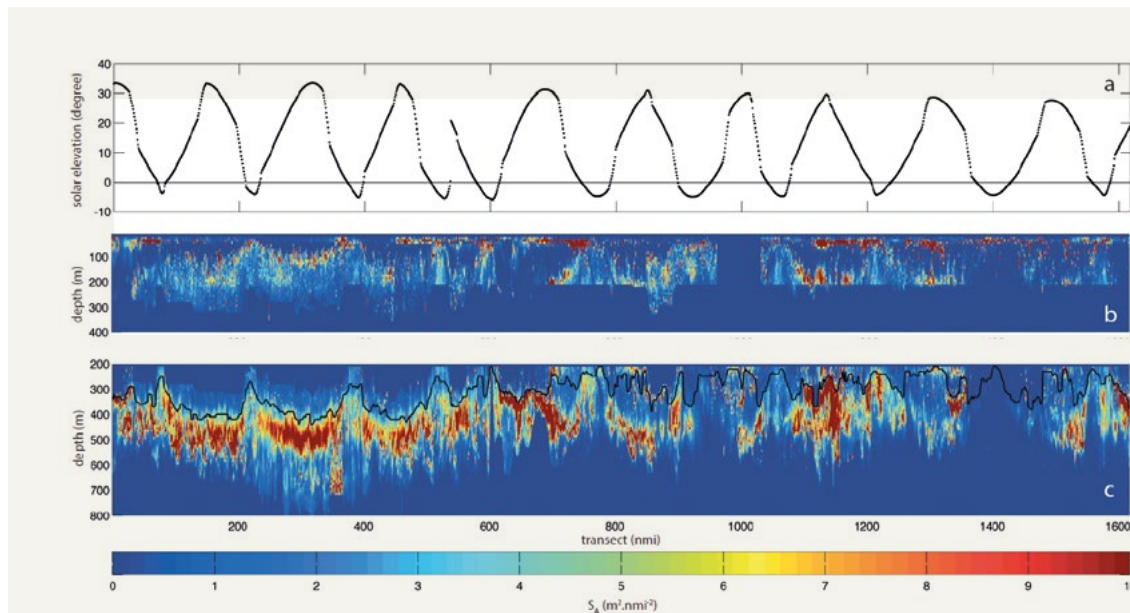 a
40
30
20
10
0
-10
solar elevation (degree)
b
100
200
300
400
depth (m)
c
200
300
400
500
600
700
800
depth (m)
200 400 600 800 1000 1200 1400 1600
transect (nmi)
0 1 2 3 4 5 6 7 8 9
S_A (m².nmi⁻²)